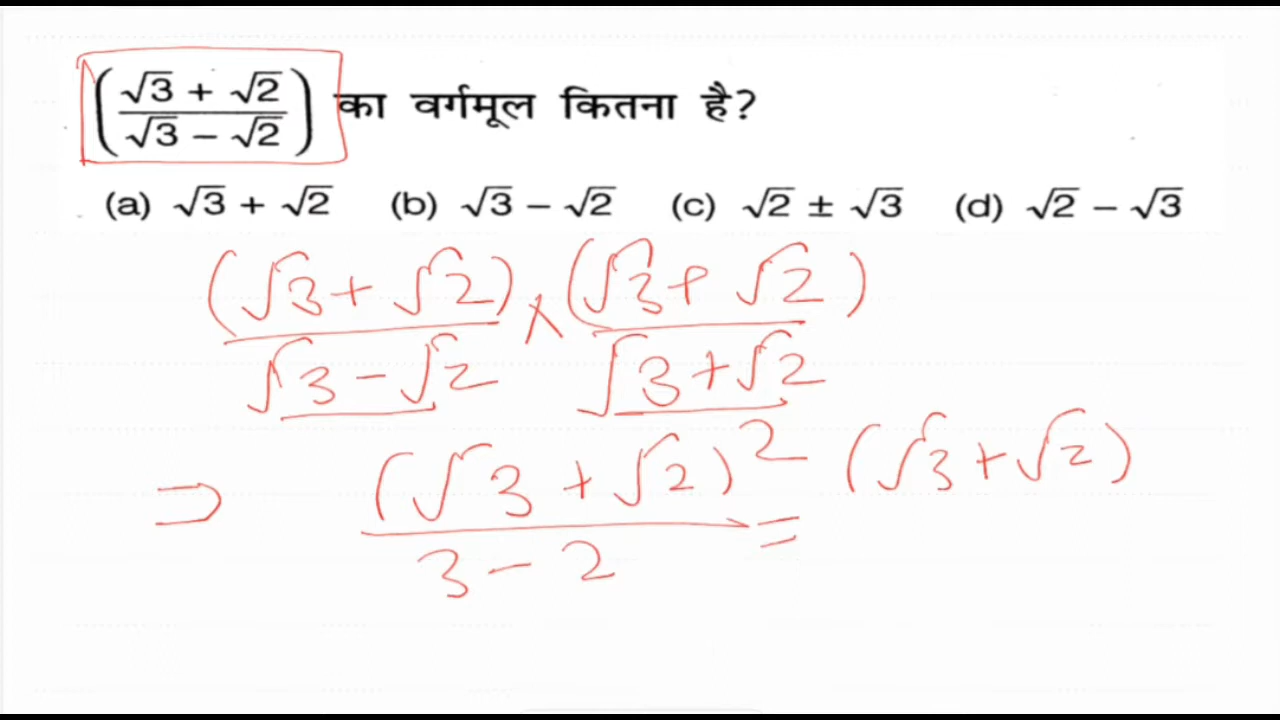 (√3 + √2 / √3 − √2) का वर्गमूल कितना है?
(a) √3 + √2 (b) √3 − √2 (c) √2 ± √3 (d) √2 − √3
(√3 + √2) / √3 − √2 × (√3 + √2) / √3 + √2
⇒ (√3 + √2)² / 3 − 2 = (√3 + √2)